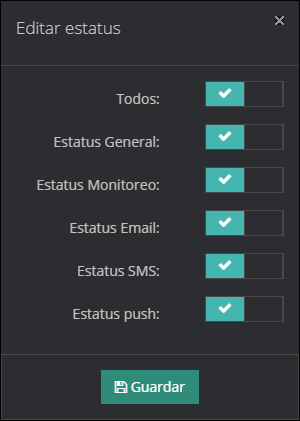 Editar estatus
Todos:
Estatus General:
Estatus Monitoreo:
Estatus Email:
Estatus SMS:
Estatus push:
Guardar